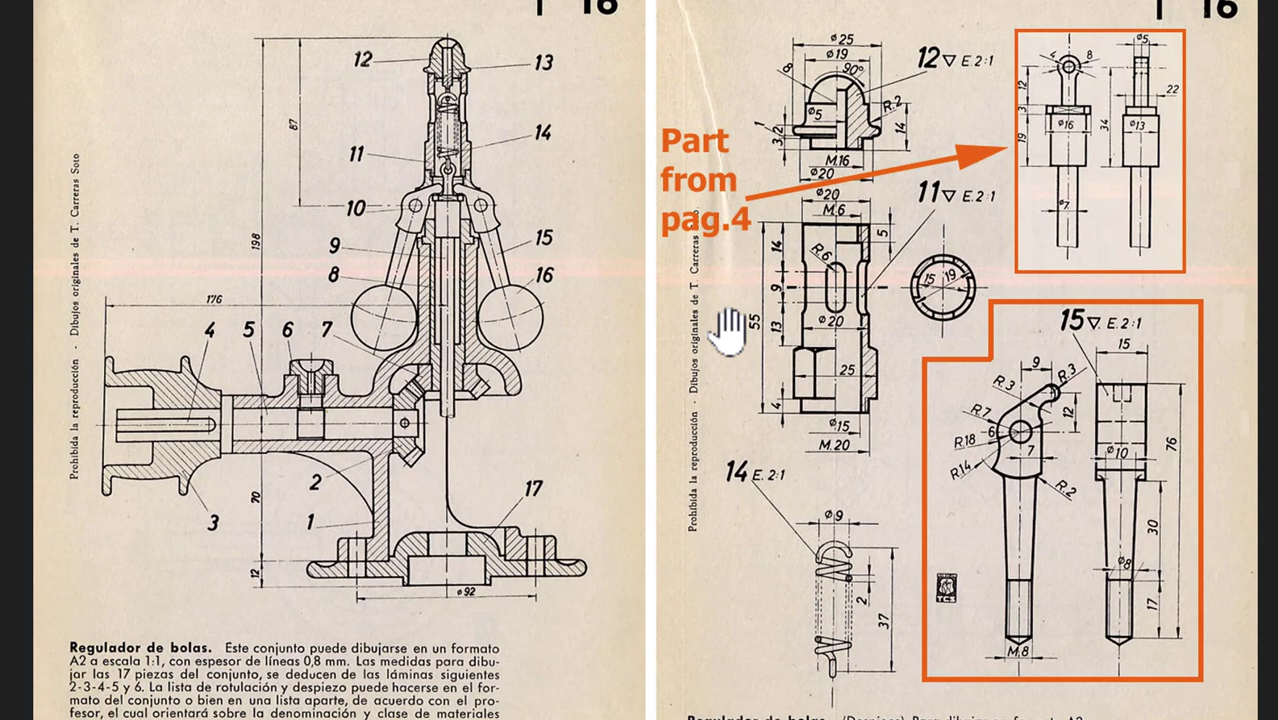 T 16
12
13
87
14
11
10
198
9
15
8
16
176
4
5
6
7
2
17
70
1
3
12
ø92
Prohibida la reproducción · Dibujos originales de T. Carreras Soto
Regulador de bolas. Este conjunto puede dibujarse en un formato
A2 a escala 1:1, con espesor de líneas 0,8 mm. Las medidas para dibu-
jar las 17 piezas del conjunto, se deducen de las láminas siguientes
2-3-4-5 y 6. La lista de rotulación y despiezo puede hacerse en el for-
mato del conjunto o bien en una lista aparte, de acuerdo con el pro-
fesor, el cual orientará sobre la denominación y clase de materiales
T 16
ø25
ø19
12 ▽ E.2:1
8
90º
R.2
ø5
1
2
3
14
M.16
ø20
Part
from
pag.4
ø5
4
8
12
22
3
ø16
ø13
34
19
ø7
ø20
M.6
11 ▽ E.2:1
5
14
R.6
9
15
19
55
ø20
13
25
4
ø15
M.20
Prohibida la reproducción · Dibujos originales de T. Carreras S
14 E.2:1
ø9
2
37
15 ▽ E.2:1
15
9
R.3
R.3
12
R.7
6
R.18
7
R.14
ø10
76
R.2
30
ø8
17
M.8